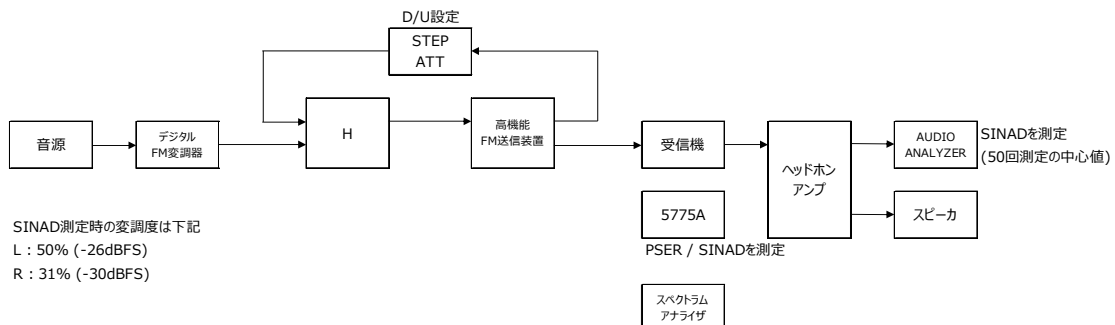 D/U設定
STEP
ATT
音源
デジタル
FM変調器
H
高機能
FM送信装置
受信機
ヘッドホン
アンプ
AUDIO
ANALYZER
SINADを測定
(50回測定の中心値)
5775A
スピーカ
PSER / SINADを測定
SINAD測定時の変調度は下記
L : 50% (-26dBFS)
R : 31% (-30dBFS)
スペクトラム
アナライザ